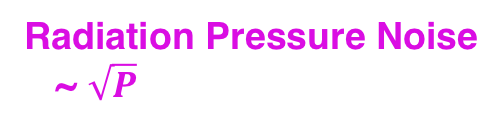 Radiation Pressure Noise
~ √P